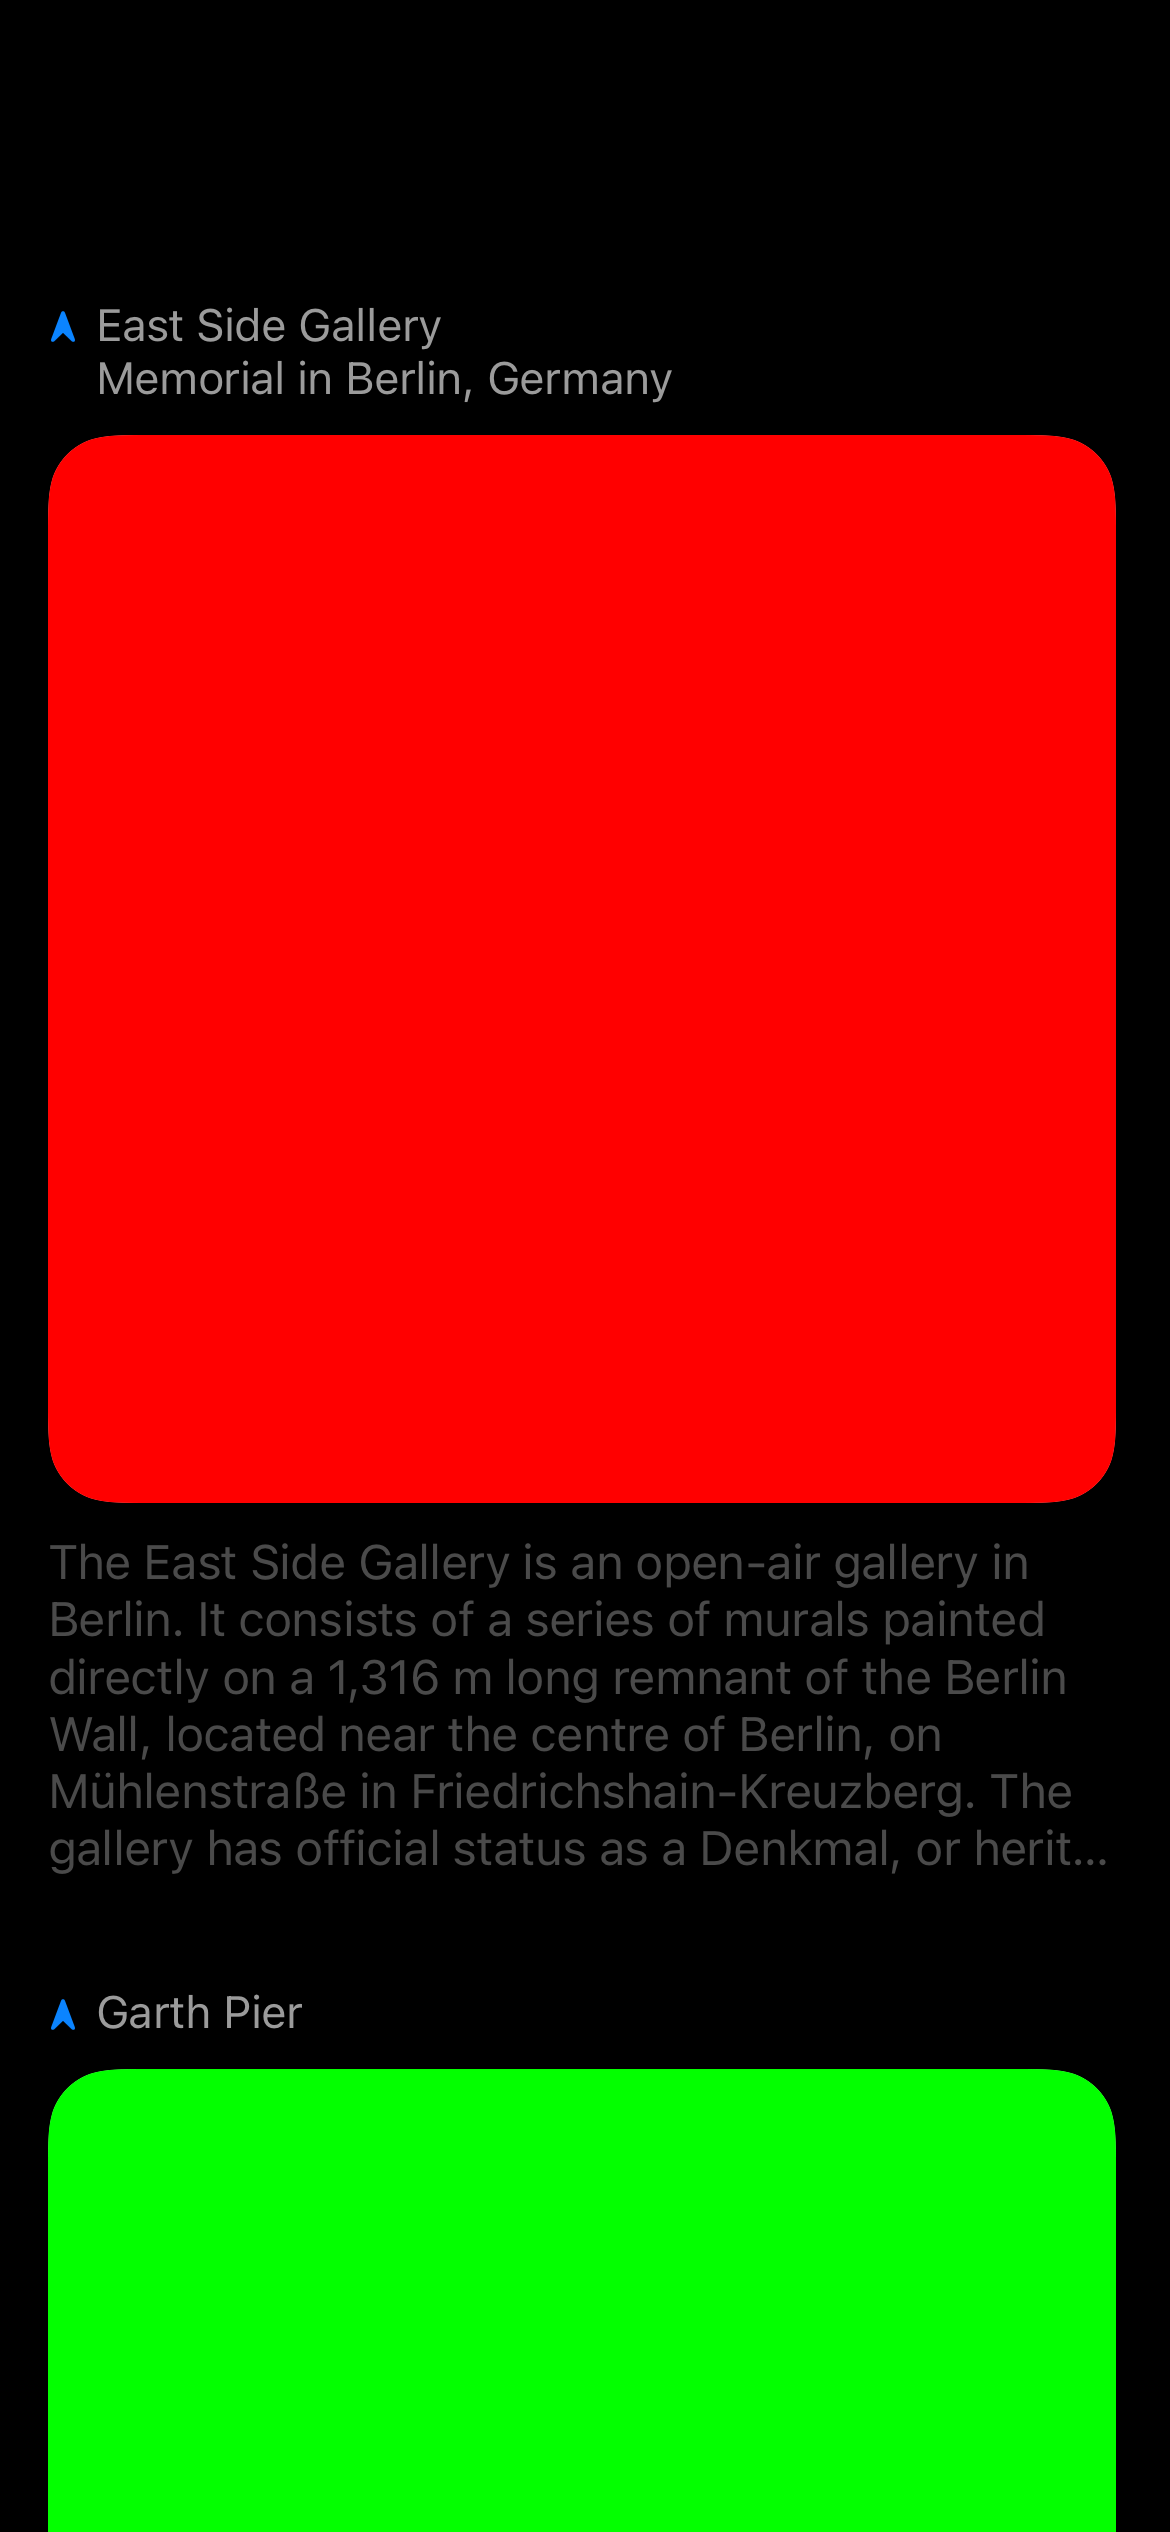 East Side Gallery
Memorial in Berlin, Germany
The East Side Gallery is an open-air gallery in
Berlin. It consists of a series of murals painted
directly on a 1,316 m long remnant of the Berlin
Wall, located near the centre of Berlin, on
Mühlenstraße in Friedrichshain-Kreuzberg. The
gallery has official status as a Denkmal, or herit...
Garth Pier